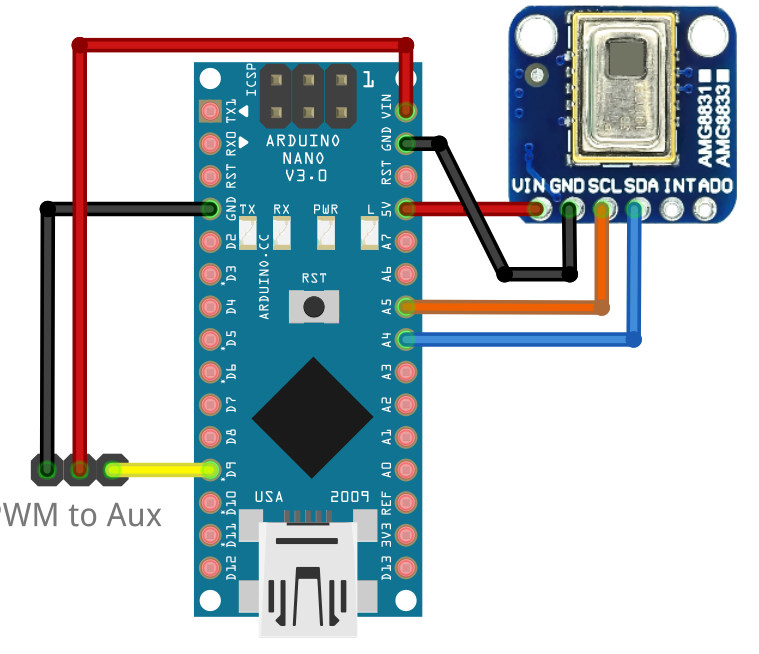 ICSP
1
TX1
RX0
RST
GND
D2
D3
D4
D5
D6
D7
D8
D9
D10
D11
D12
ARDUINO
NANO
V3.0
TX RX PWR L
ARDUINO.CC
RST
USA 2009
VIN
GND
RST
5V
A7
A6
A5
A4
A3
A2
A1
A0
REF
3V3
D13
AMG8831
AMG8833
VIN GND SCL SDA INT ADO
PWM to Aux